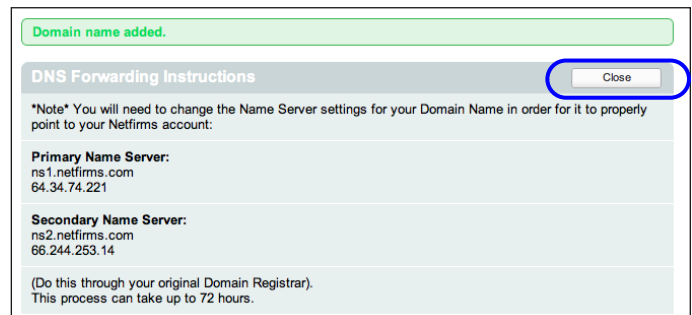 Domain name added.
DNS Forwarding Instructions
Close
*Note* You will need to change the Name Server settings for your Domain Name in order for it to properly
point to your Netfirms account:
Primary Name Server:
ns1.netfirms.com
64.34.74.221
Secondary Name Server:
ns2.netfirms.com
66.244.253.14
(Do this through your original Domain Registrar).
This process can take up to 72 hours.